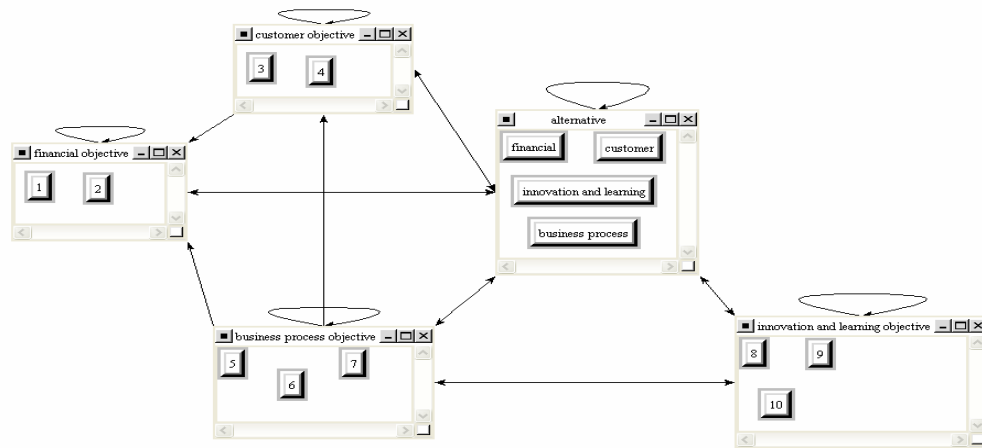 customer objective
3
4
alternative
financial
customer
innovation and learning
business process
financial objective
1
2
business process objective
5
6
7
innovation and learning objective
8
9
10